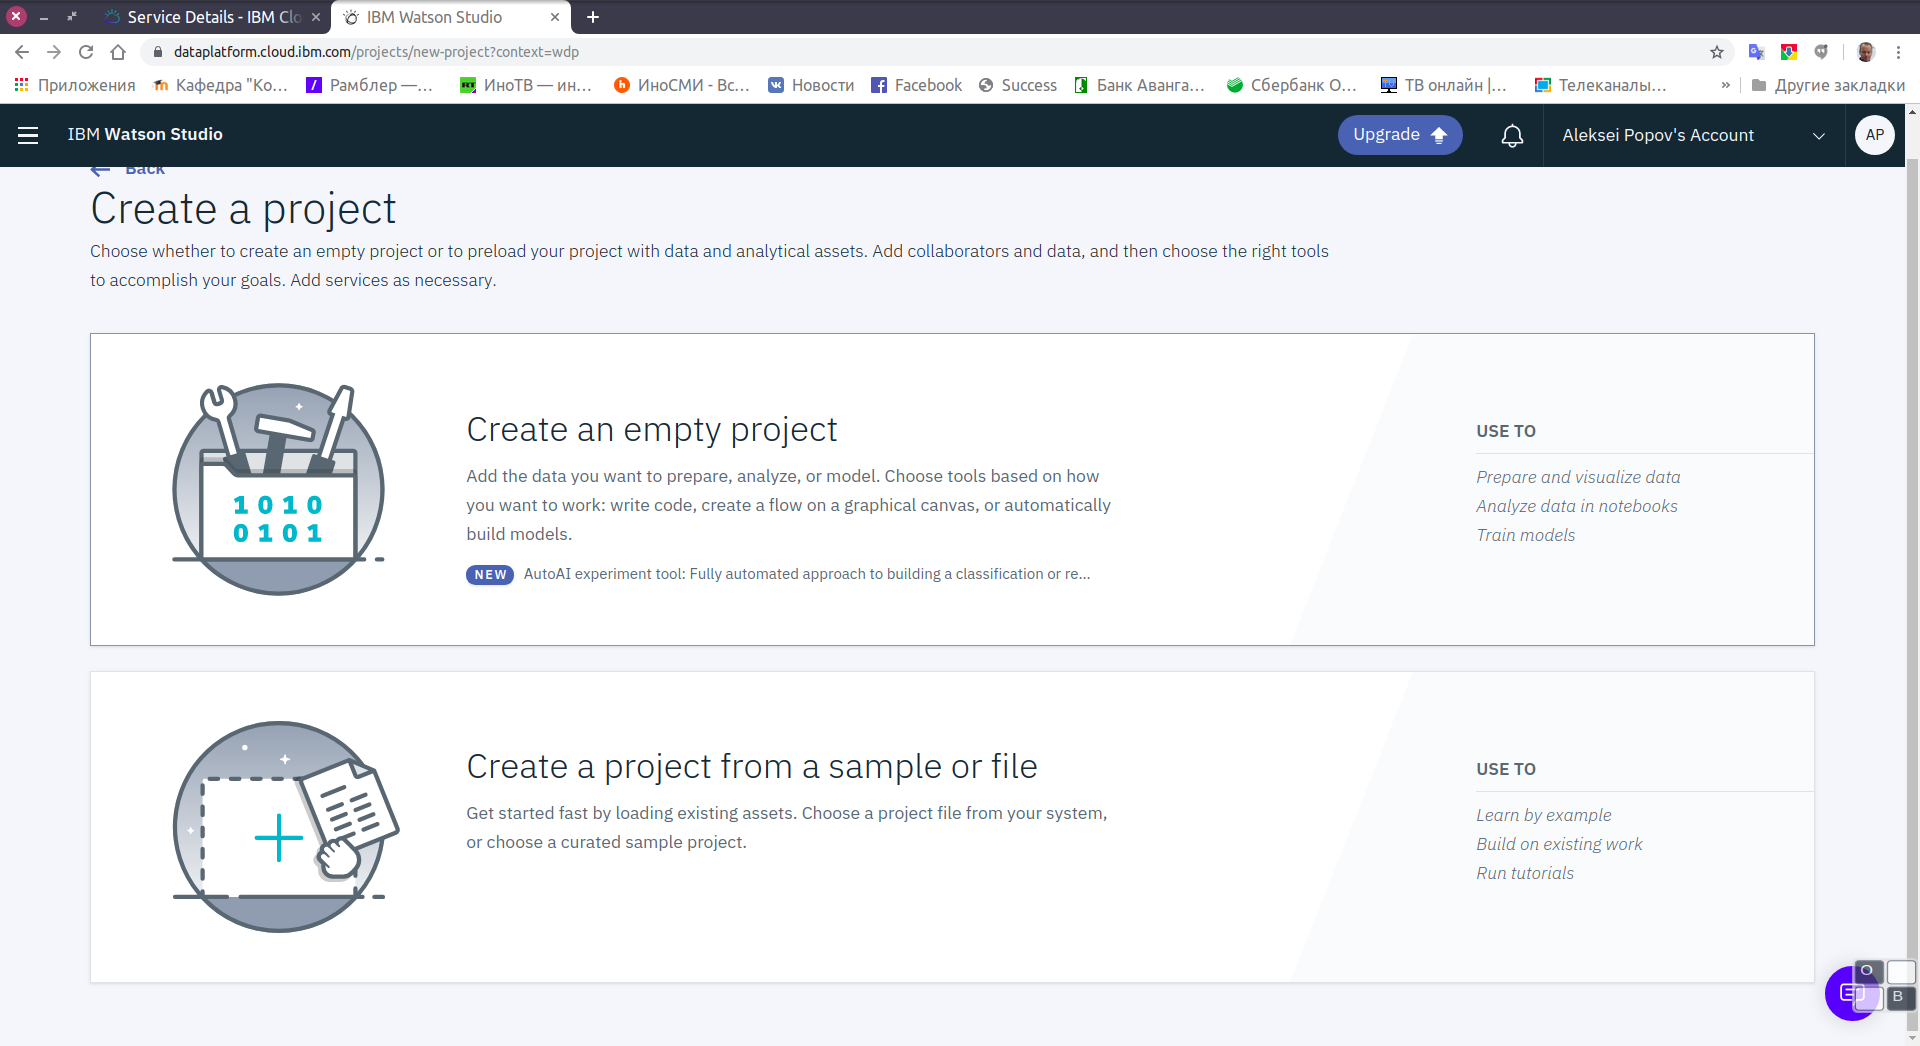 Service Details - IBM Clo
IBM Watson Studio
dataplatform.cloud.ibm.com/projects/new-project?context=wdp
Приложения
Кафедра "Ко...
Рамблер —...
ИноТВ — ин...
ИноСМИ - Вс...
Новости
Facebook
Success
Банк Аванга...
Сбербанк О...
ТВ онлайн |...
Телеканалы...
»
Другие закладки
IBM Watson Studio
Upgrade
Aleksei Popov's Account
AP
Back
Create a project
Choose whether to create an empty project or to preload your project with data and analytical assets. Add collaborators and data, and then choose the right tools
to accomplish your goals. Add services as necessary.
1 0 1 0
0 1 0 1
Create an empty project
Add the data you want to prepare, analyze, or model. Choose tools based on how
you want to work: write code, create a flow on a graphical canvas, or automatically
build models.
NEW AutoAI experiment tool: Fully automated approach to building a classification or re...
USE TO
Prepare and visualize data
Analyze data in notebooks
Train models
Create a project from a sample or file
Get started fast by loading existing assets. Choose a project file from your system,
or choose a curated sample project.
USE TO
Learn by example
Build on existing work
Run tutorials
O
B